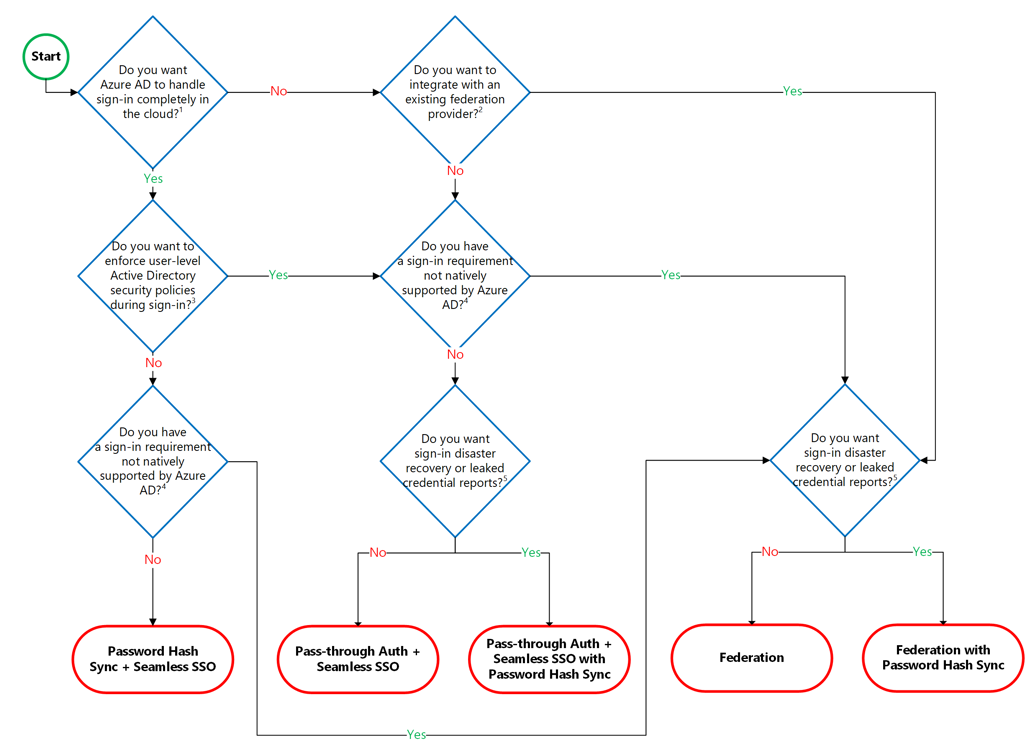 Start
Do you want
Azure AD to handle
sign-in completely in
the cloud?1
No
Do you want to
integrate with an
existing federation
provider?2
Yes
Yes
No
Do you want to
enforce user-level
Active Directory
security policies
during sign-in?3
Yes
Do you have
a sign-in requirement
not natively
supported by Azure
AD?4
Yes
No
No
Do you have
a sign-in requirement
not natively
supported by Azure
AD?4
Do you want
sign-in disaster
recovery or leaked
credential reports?5
Do you want
sign-in disaster
recovery or leaked
credential reports?5
No
No
Yes
No
Yes
Password Hash
Sync + Seamless SSO
Pass-through Auth +
Seamless SSO
Pass-through Auth +
Seamless SSO with
Password Hash Sync
Federation
Federation with
Password Hash Sync
Yes